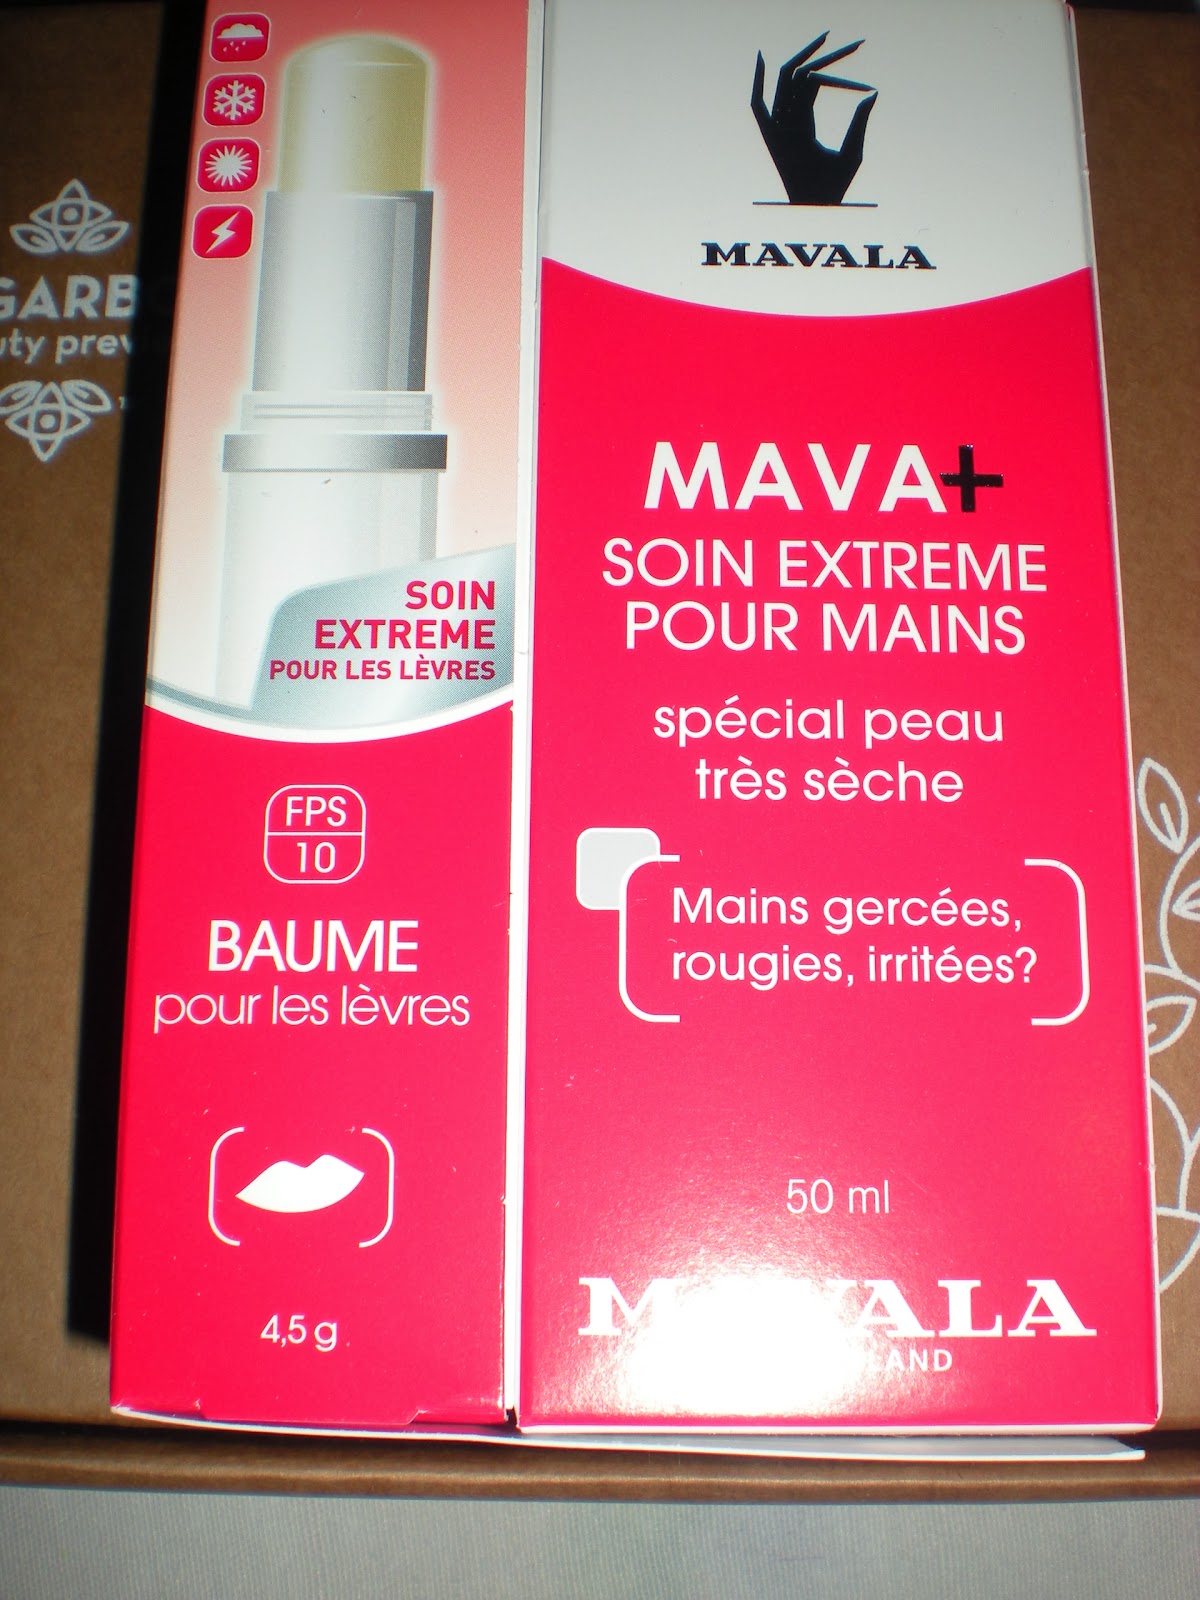 SOIN
EXTREME
POUR LES LÈVRES
FPS
10
BAUME
pour les lèvres
4,5 g
MAVALA
MAVA+
SOIN EXTREME
POUR MAINS
spécial peau
très sèche
Mains gercées,
rougies, irritées?
50 ml
MAVALA